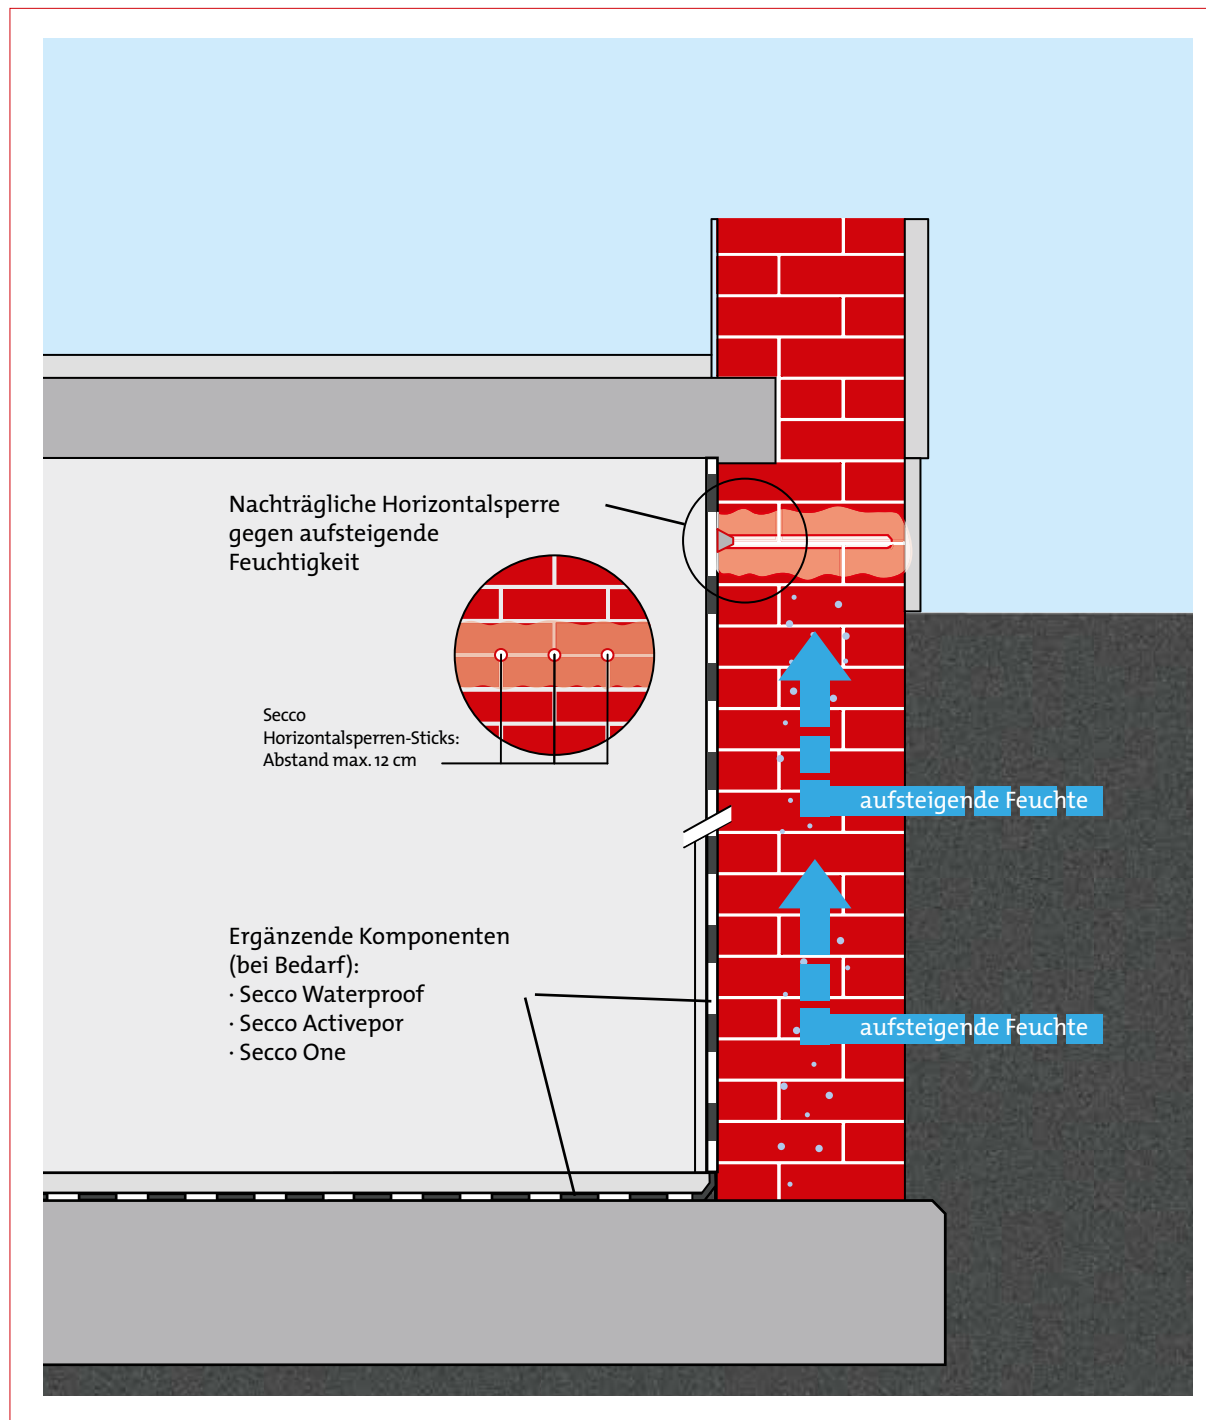 Nachträgliche Horizontalsperre
gegen aufsteigende
Feuchtigkeit
Secco
Horizontalsperren-Sticks:
Abstand max. 12 cm
aufsteigende Feuchte
Ergänzende Komponenten
(bei Bedarf):
· Secco Waterproof
· Secco Activepor
· Secco One
aufsteigende Feuchte